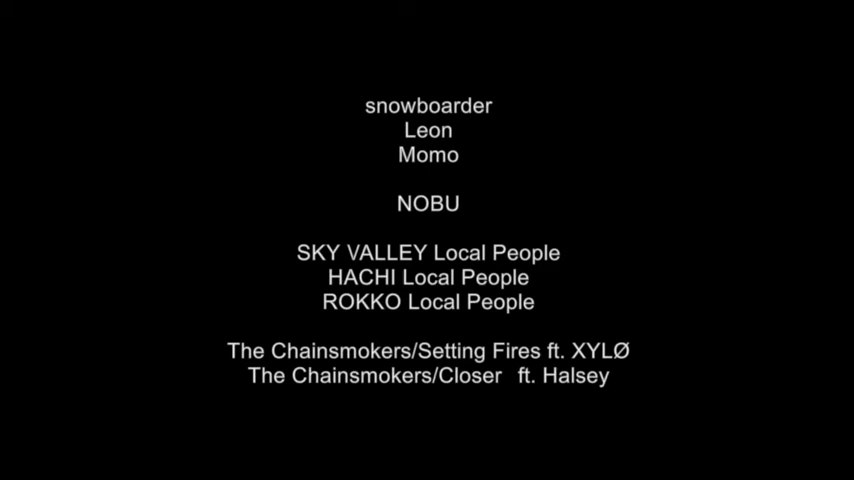 snowboarder
Leon
Momo
NOBU
SKY VALLEY Local People
HACHI Local People
ROKKO Local People
The Chainsmokers/Setting Fires ft. XYLØ
The Chainsmokers/Closer ft. Halsey